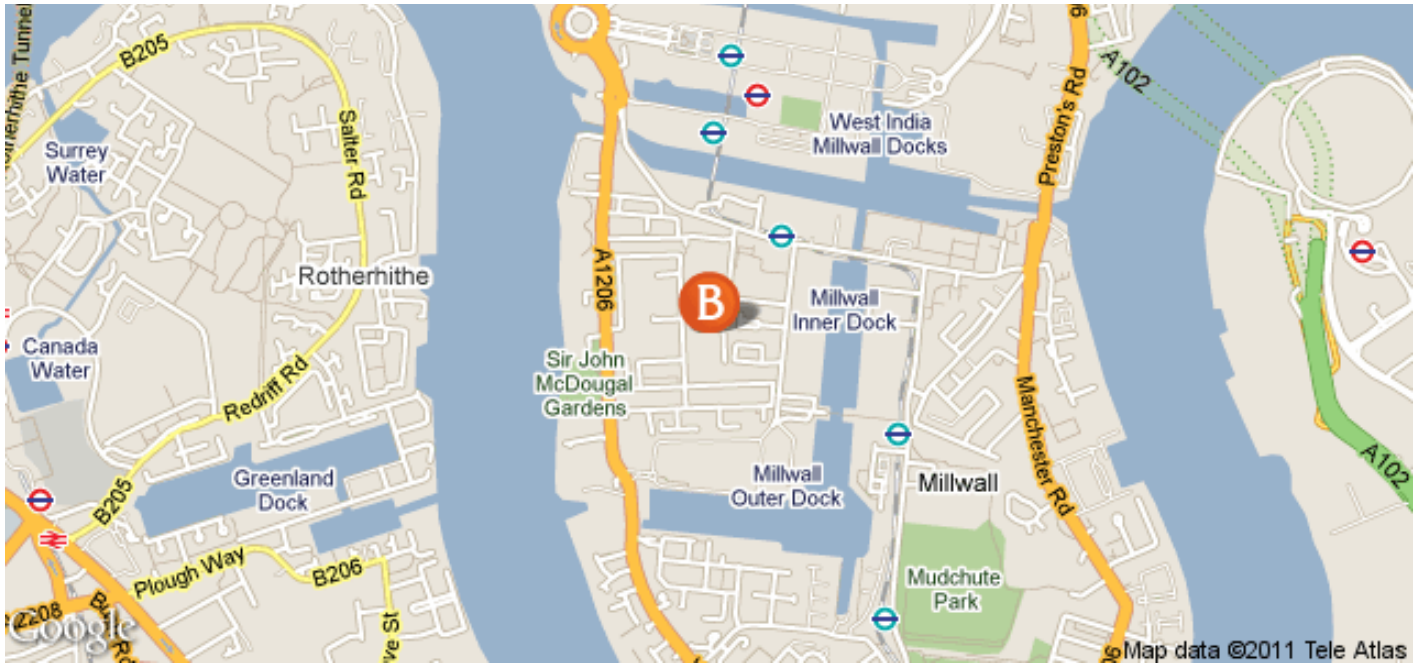 B205
Rotherhithe Tunnel
Salter Rd
Surrey
Water
Rotherhithe
Canada
Water
Redriff Rd
Greenland
Dock
B205
Plough Way
B206
Google
A1206
B
Sir John
McDougal
Gardens
West India
Millwall Docks
Preston's Rd
A102
Millwall
Inner Dock
Millwall
Outer Dock
Millwall
Manchester Rd
A102
Mudchute
Park
Map data ©2011 Tele Atlas